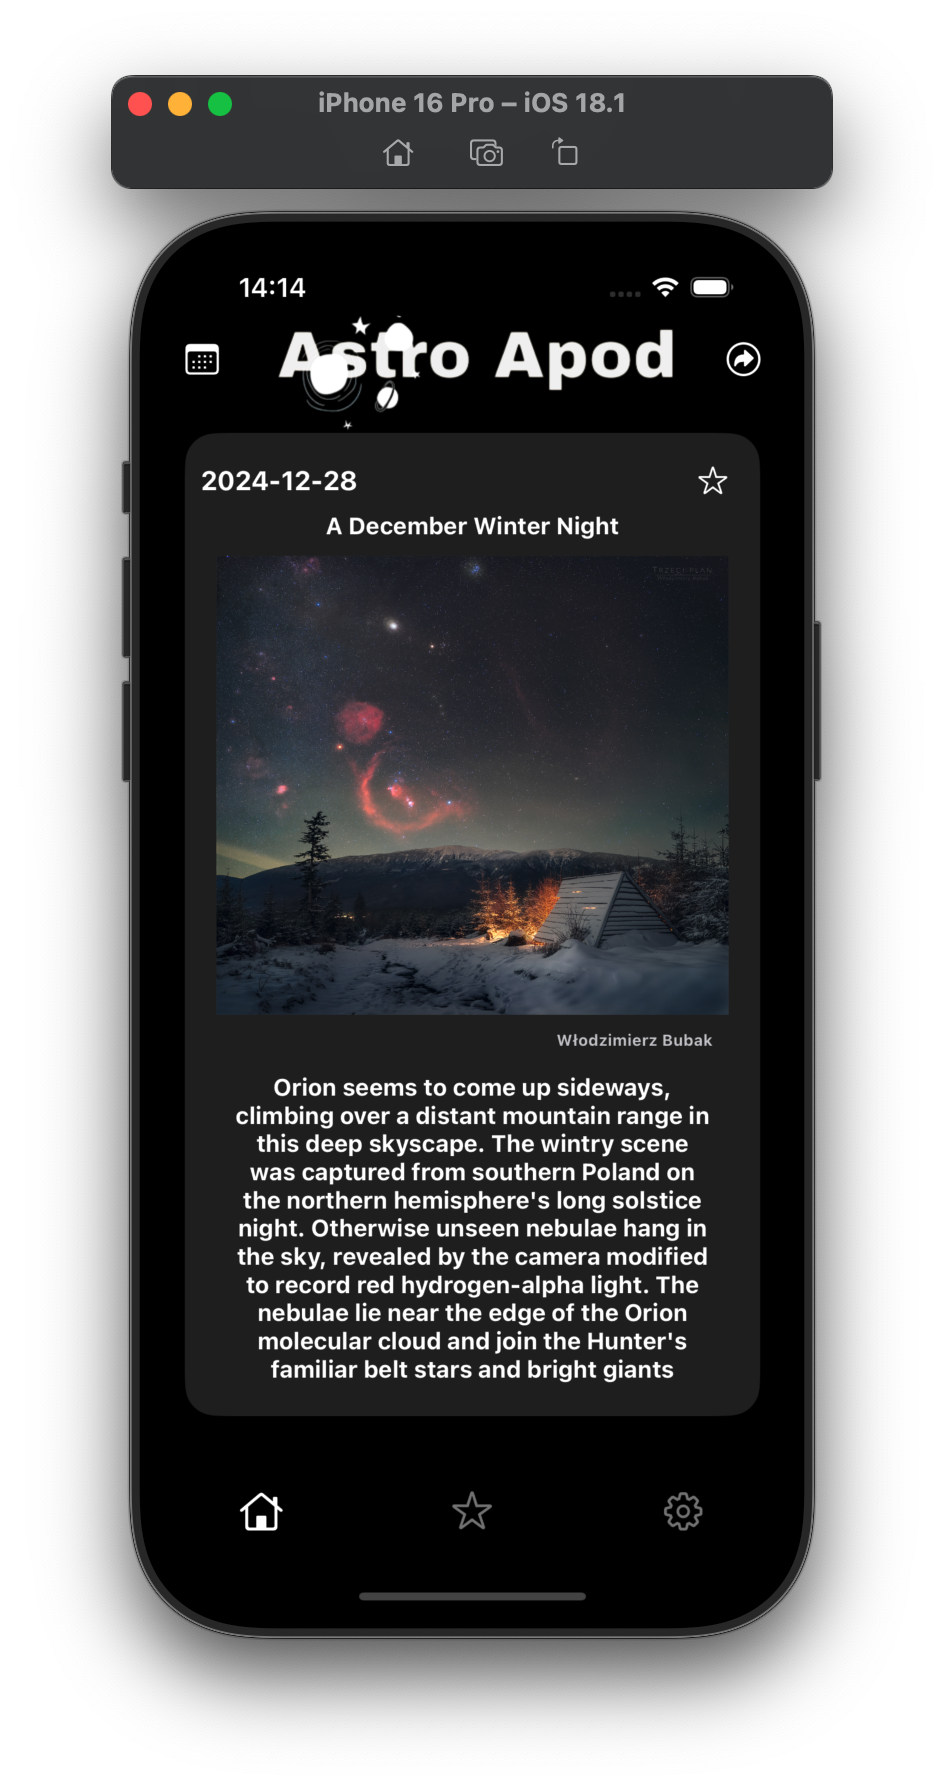 iPhone 16 Pro – iOS 18.1
14:14
Astro Apod
2024-12-28
A December Winter Night
TRZECI PLAN
Włodzimierz Bubak
Orion seems to come up sideways,
climbing over a distant mountain range in
this deep skyscape. The wintry scene
was captured from southern Poland on
the northern hemisphere's long solstice
night. Otherwise unseen nebulae hang in
the sky, revealed by the camera modified
to record red hydrogen-alpha light. The
nebulae lie near the edge of the Orion
molecular cloud and join the Hunter's
familiar belt stars and bright giants